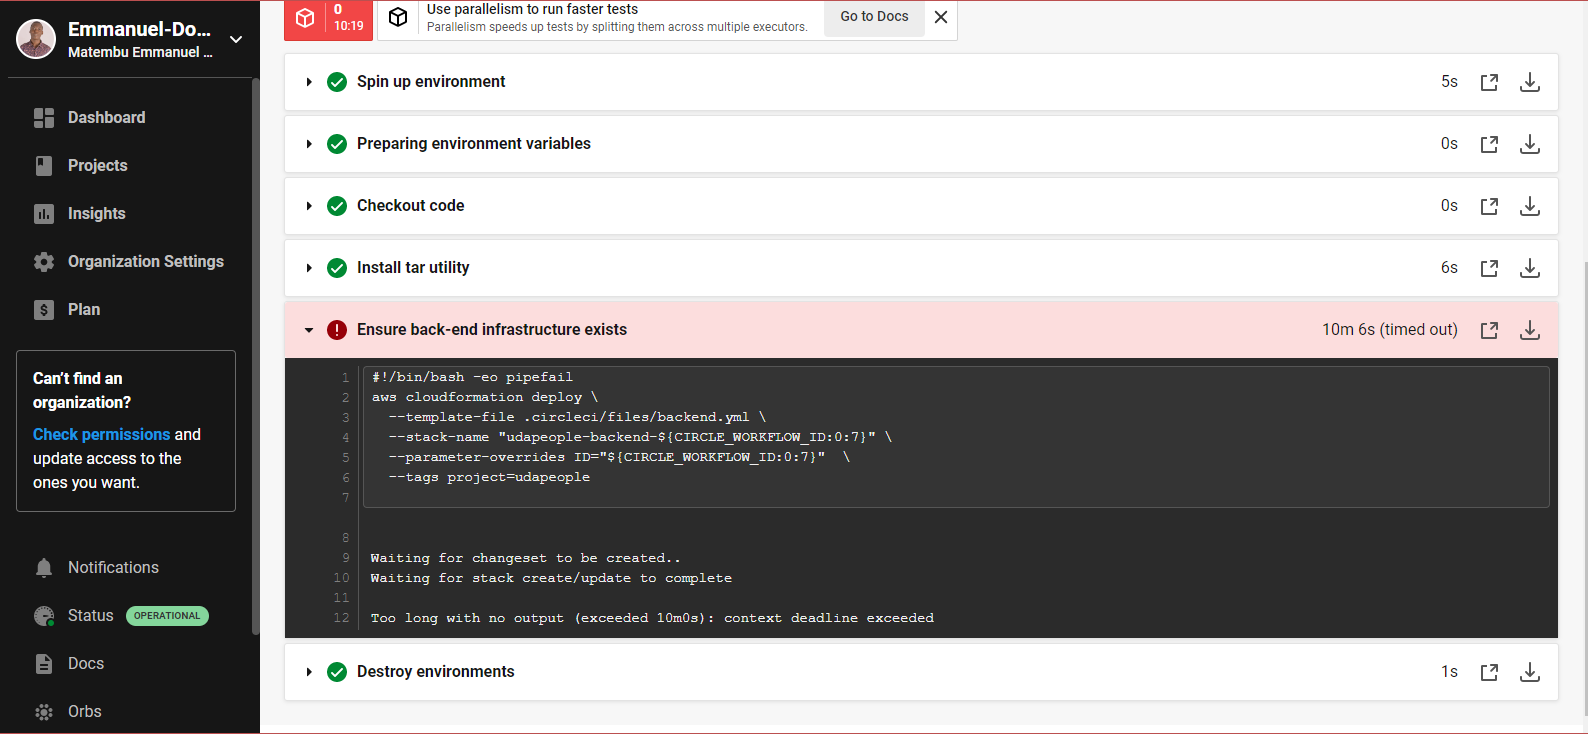 Emmanuel-Do...
Matembu Emmanuel ...
Dashboard
Projects
Insights
Organization Settings
Plan
Can't find an
organization?
Check permissions and
update access to the
ones you want.
Notifications
Status OPERATIONAL
Docs
Orbs
0
10:19
Use parallelism to run faster tests
Parallelism speeds up tests by splitting them across multiple executors.
Go to Docs
Spin up environment 5s
Preparing environment variables 0s
Checkout code 0s
Install tar utility 6s
Ensure back-end infrastructure exists 10m 6s (timed out)
1 #!/bin/bash -eo pipefail
2 aws cloudformation deploy \
3 --template-file .circleci/files/backend.yml \
4 --stack-name "udapeople-backend-${CIRCLE_WORKFLOW_ID:0:7}" \
5 --parameter-overrides ID="${CIRCLE_WORKFLOW_ID:0:7}" \
6 --tags project=udapeople
7
8
9 Waiting for changeset to be created..
10 Waiting for stack create/update to complete
11
12 Too long with no output (exceeded 10m0s): context deadline exceeded
Destroy environments 1s